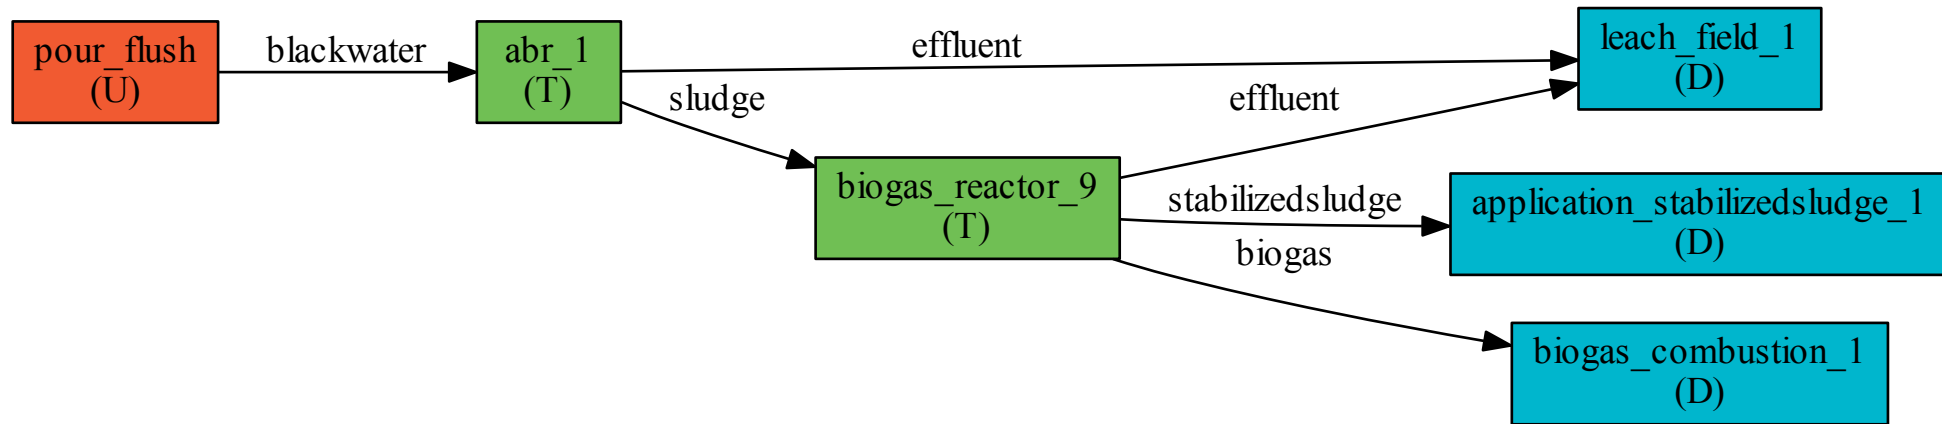 pour_flush
(U)
blackwater
abr_1
(T)
effluent
sludge
leach_field_1
(D)
effluent
biogas_reactor_9
(T)
stabilizedsludge
biogas
application_stabilizedsludge_1
(D)
biogas_combustion_1
(D)